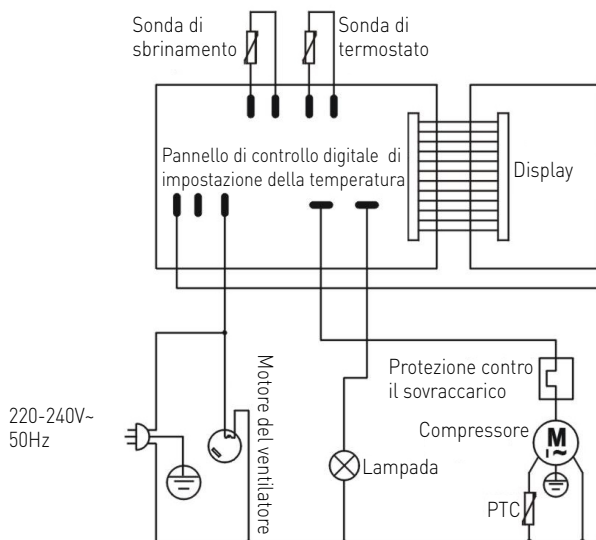 Sonda di
sbrinamento
Sonda di
termostato
Pannello di controllo digitale di
impostazione della temperatura
Display
Motore del ventilatore
Protezione contro
il sovraccarico
220-240V~
50Hz
Compressore
M
1~
Lampada
PTC